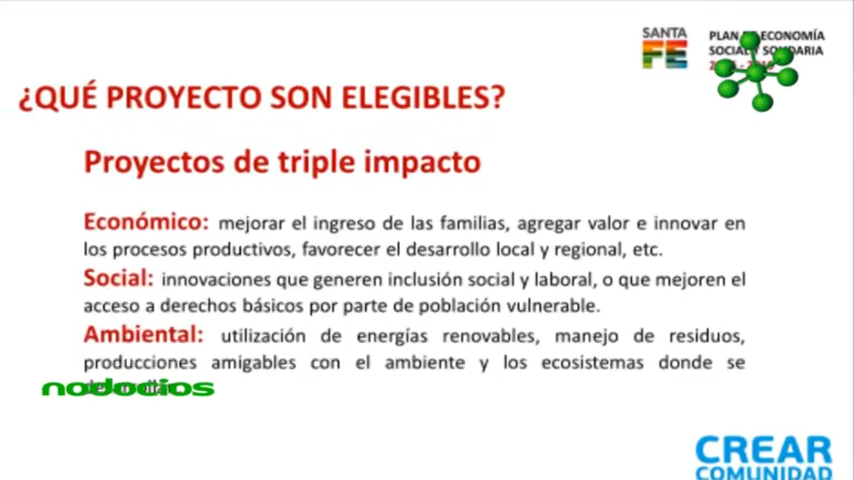 SANTA
FE
PLAN DE ECONOMÍA
SOCIAL Y SOLIDARIA
¿QUÉ PROYECTO SON ELEGIBLES?
Proyectos de triple impacto
Económico: mejorar el ingreso de las familias, agregar valor e innovar en
los procesos productivos, favorecer el desarrollo local y regional, etc.
Social: innovaciones que generen inclusión social y laboral, o que mejoren el
acceso a derechos básicos por parte de población vulnerable.
Ambiental: utilización de energías renovables, manejo de residuos,
producciones amigables con el ambiente y los ecosistemas donde se
nodocios
CREAR
COMUNIDAD